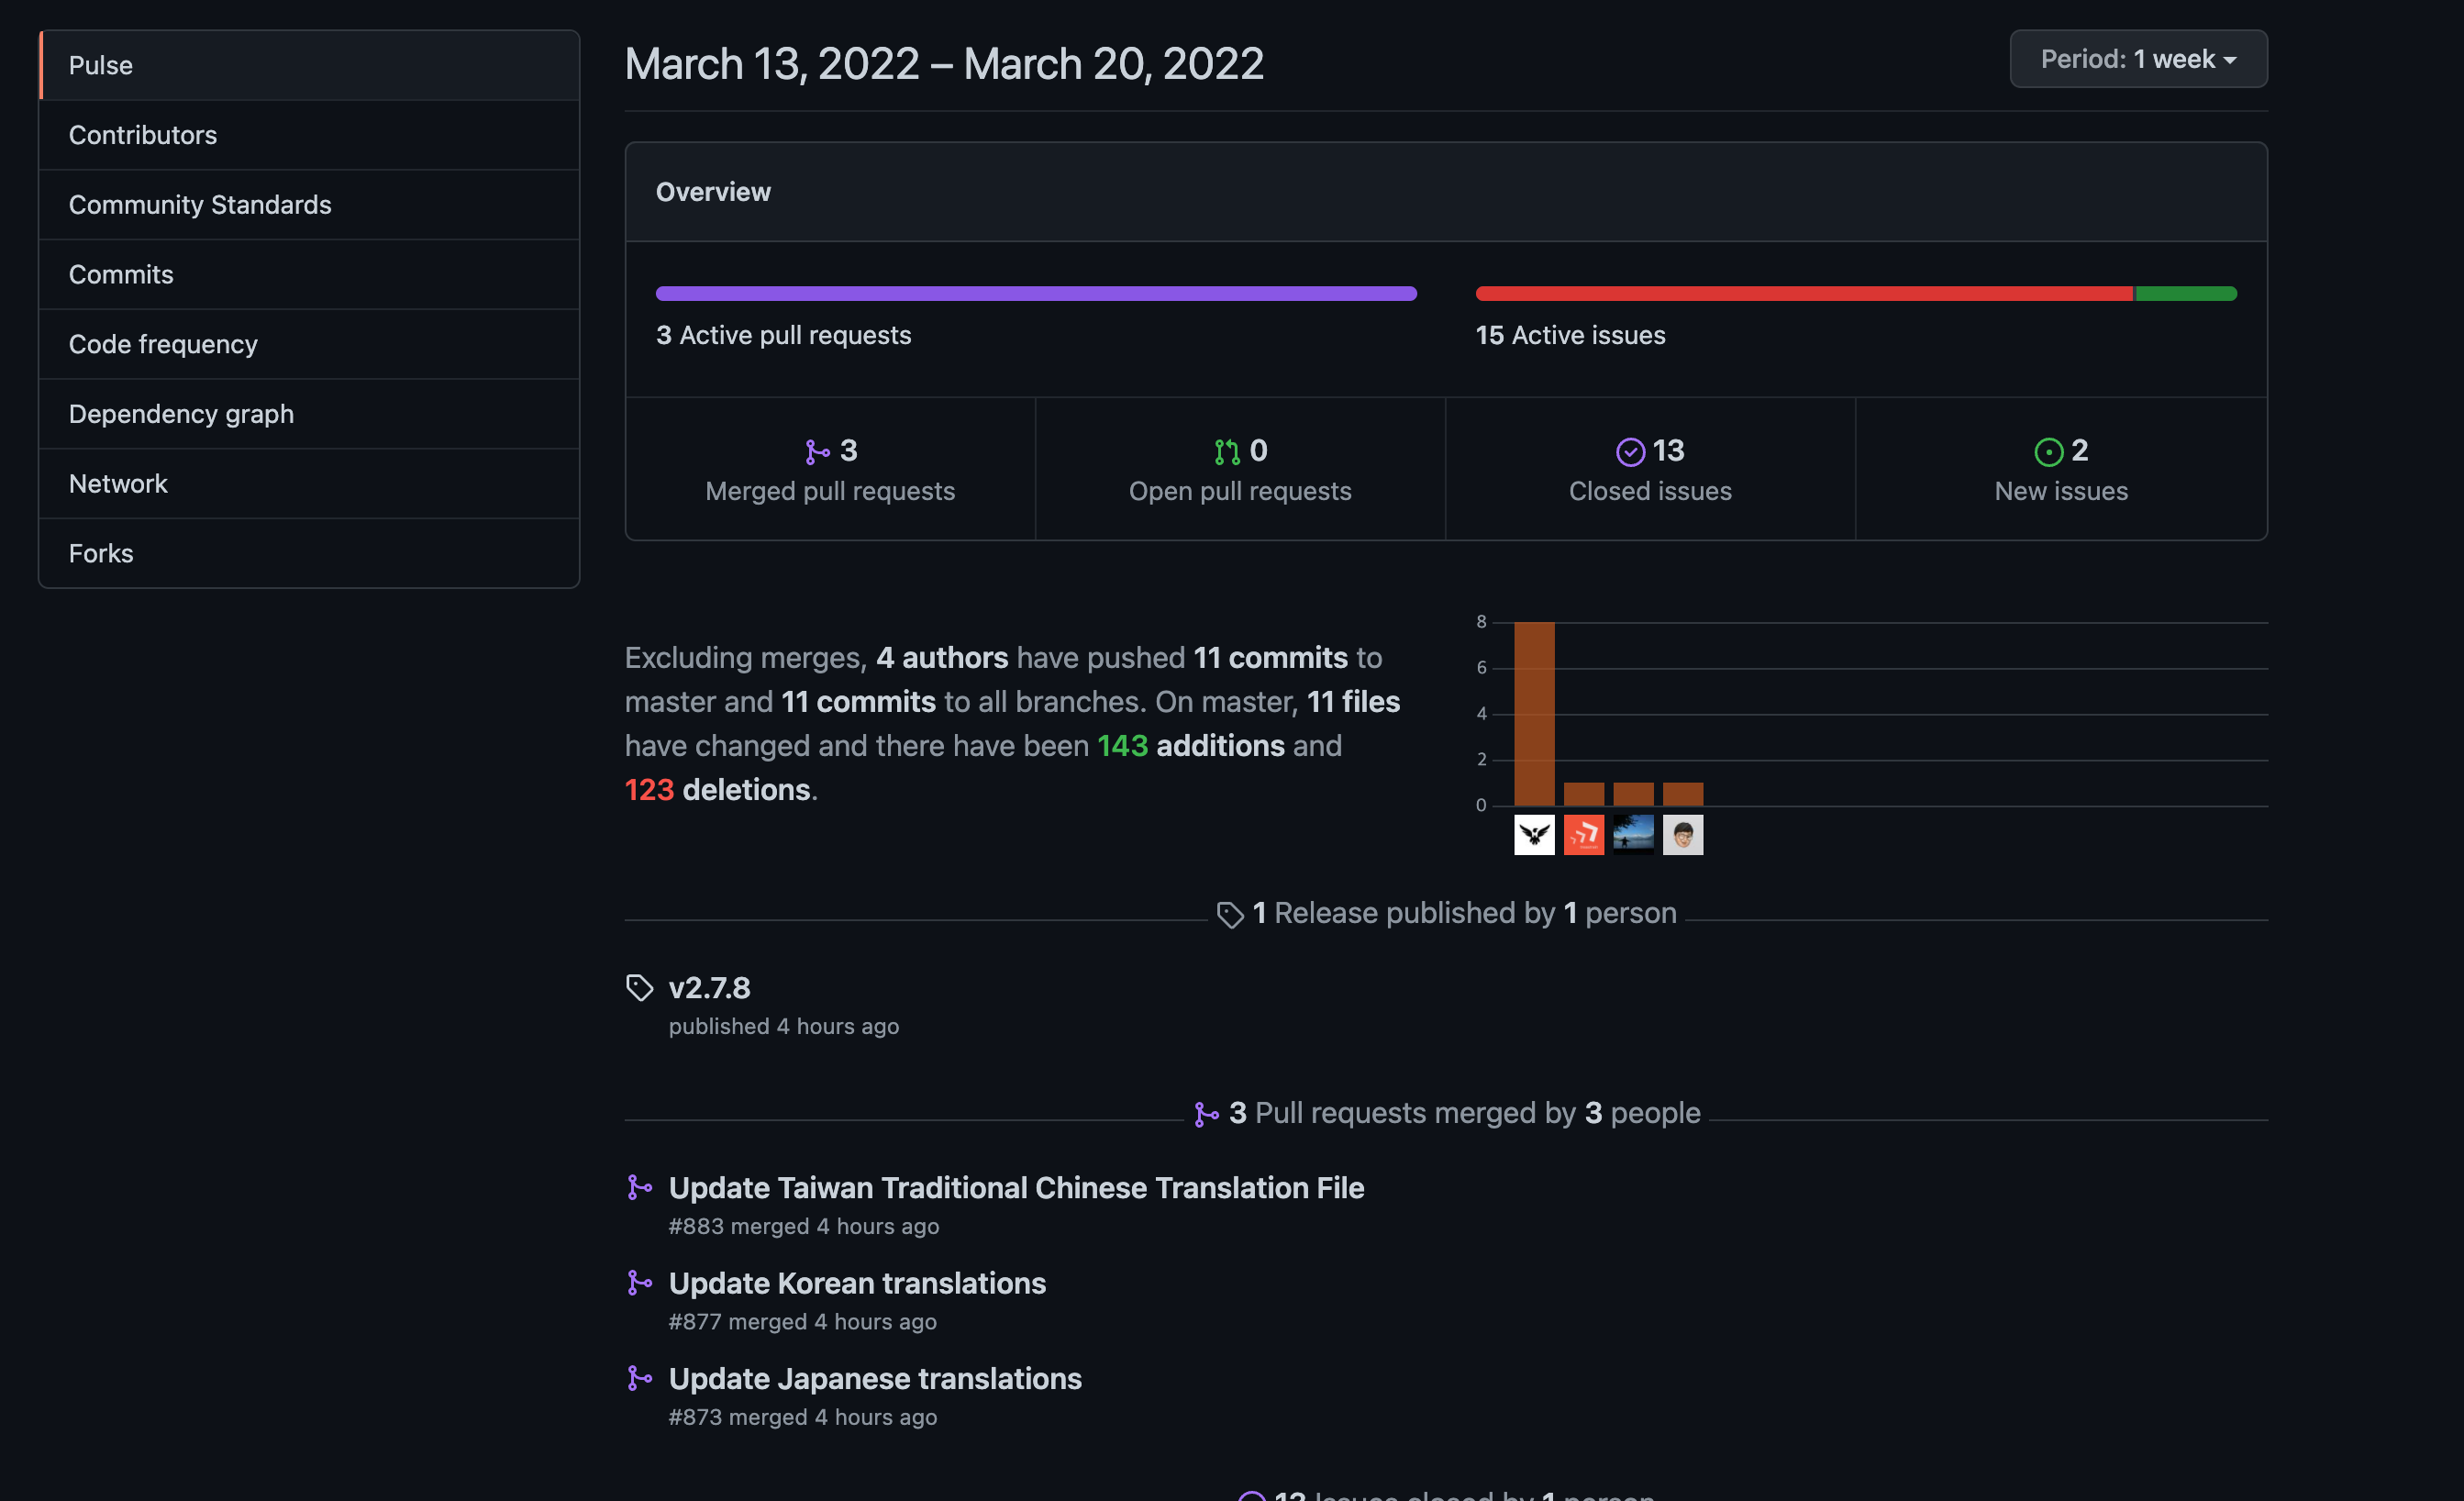 Pulse
Contributors
Community Standards
Commits
Code frequency
Dependency graph
Network
Forks
March 13, 2022 – March 20, 2022
Period: 1 week
Overview
3 Active pull requests
15 Active issues
3
Merged pull requests
0
Open pull requests
13
Closed issues
2
New issues
Excluding merges, 4 authors have pushed 11 commits to
master and 11 commits to all branches. On master, 11 files
have changed and there have been 143 additions and
123 deletions.
8
6
4
2
0
1 Release published by 1 person
v2.7.8
published 4 hours ago
3 Pull requests merged by 3 people
Update Taiwan Traditional Chinese Translation File
#883 merged 4 hours ago
Update Korean translations
#877 merged 4 hours ago
Update Japanese translations
#873 merged 4 hours ago
13 Issues closed by 1 person